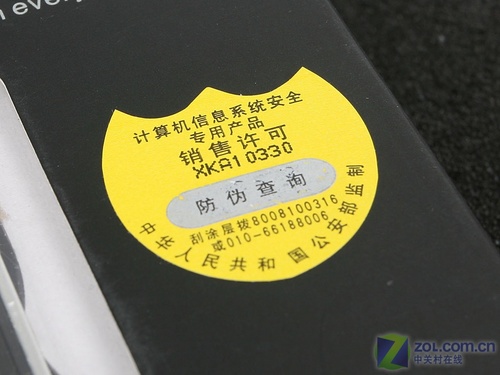 计算机信息系统安全
专用产品
销售许可
XKA10330
防伪查询
刮涂层拨8008100316
或010-66188006
中华人民共和国公安部监制
ZOL.COM.CN
中关村在线